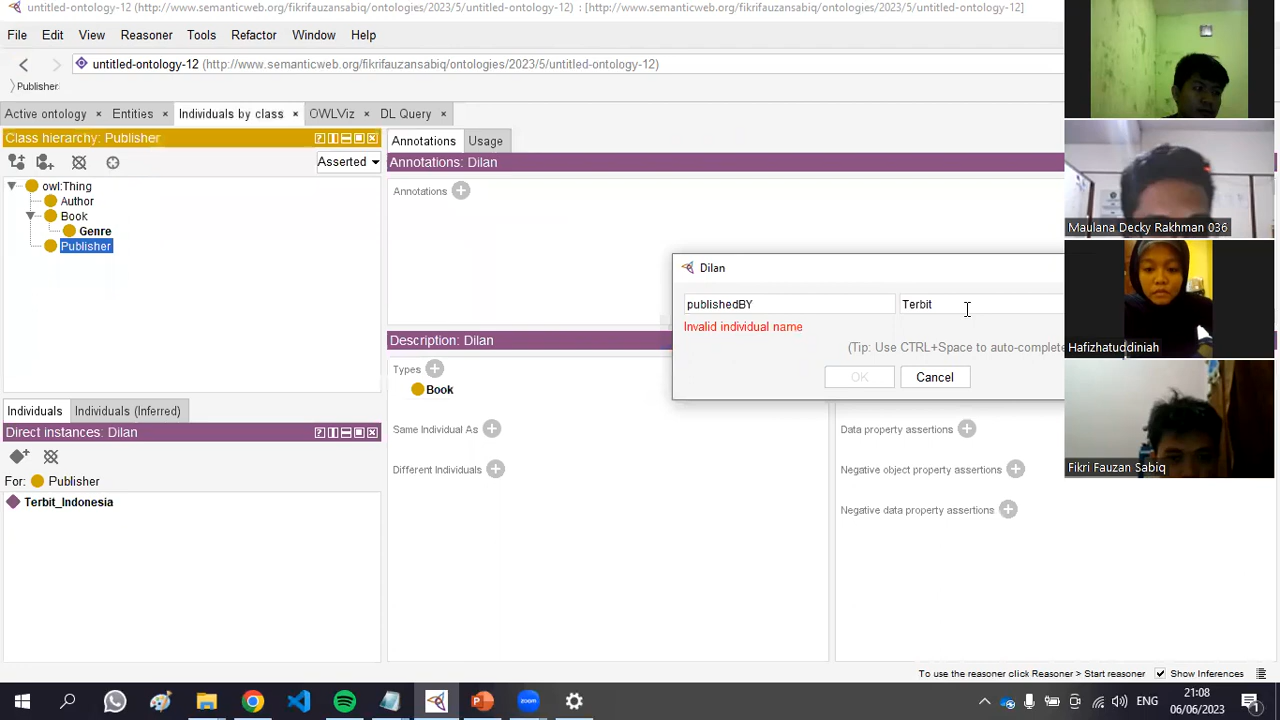 untitled-ontology-12 (http://www.semanticweb.org/fikrifauzansabiq/ontologies/2023/5/untitled-ontology-12) : [http://www.semanticweb.org/fikrifauzansabiq/ontologies/2023/5/untitled-ontology-12]
File Edit View Reasoner Tools Refactor Window Help
untitled-ontology-12 (http://www.semanticweb.org/fikrifauzansabiq/ontologies/2023/5/untitled-ontology-12)
Publisher
Active ontology × Entities × Individuals by class × OWLViz × DL Query ×
Class hierarchy: Publisher
Asserted
owl:Thing
Author
Book
Genre
Publisher
Individuals Individuals (Inferred)
Direct instances: Dilan
For: Publisher
Terbit_Indonesia
Annotations Usage
Annotations: Dilan
Annotations
Description: Dilan
Types
Book
Same Individual As
Different Individuals
Dilan
publishedBY Terbit
Invalid individual name
(Tip: Use CTRL+Space to auto-complete
OK Cancel
Data property assertions
Negative object property assertions
Negative data property assertions
Maulana Decky Rakhman 036
Hafizhatuddiniah
Fikri Fauzan Sabiq
To use the reasoner click Reasoner > Start reasoner Show Inferences
zoom
ENG
21:08
06/06/2023
1